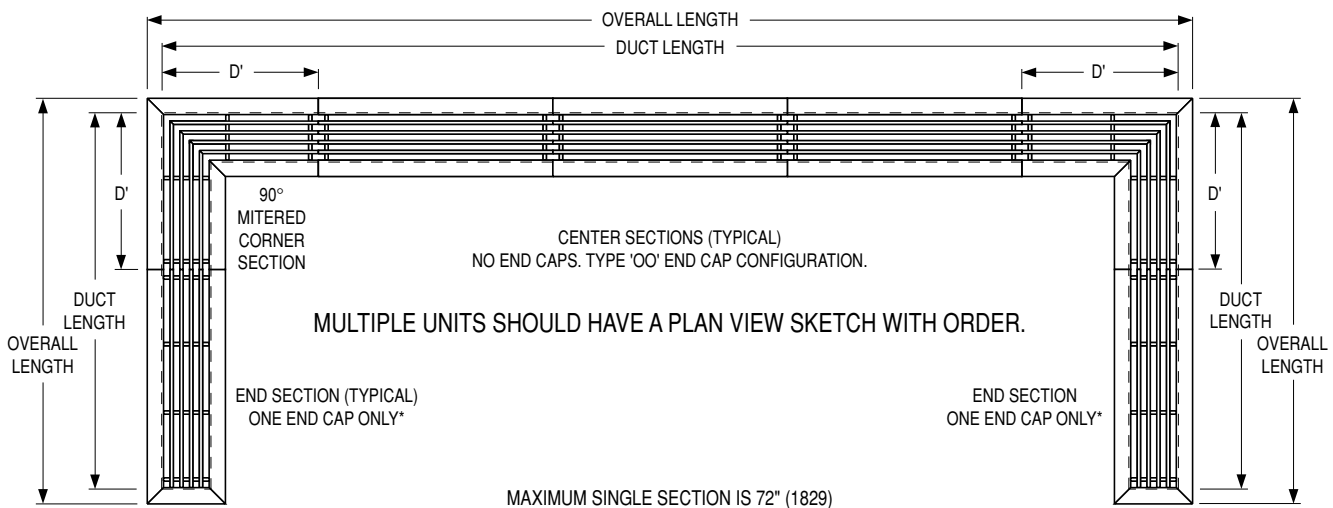 OVERALL LENGTH
DUCT LENGTH
D'
D'
D'
D'
90°
MITERED
CORNER
SECTION
CENTER SECTIONS (TYPICAL)
NO END CAPS. TYPE 'OO' END CAP CONFIGURATION.
DUCT
LENGTH
OVERALL
LENGTH
MULTIPLE UNITS SHOULD HAVE A PLAN VIEW SKETCH WITH ORDER.
DUCT
LENGTH
OVERALL
LENGTH
END SECTION (TYPICAL)
ONE END CAP ONLY*
END SECTION
ONE END CAP ONLY*
MAXIMUM SINGLE SECTION IS 72" (1829)